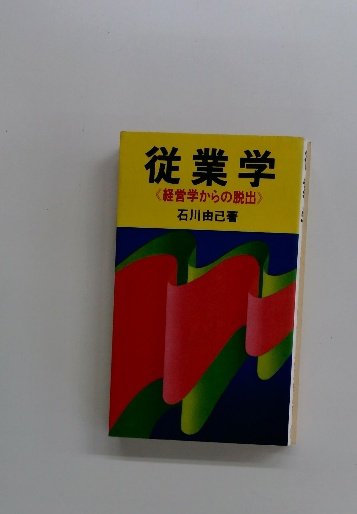 従業学
《経営学からの脱出》
石川由己著